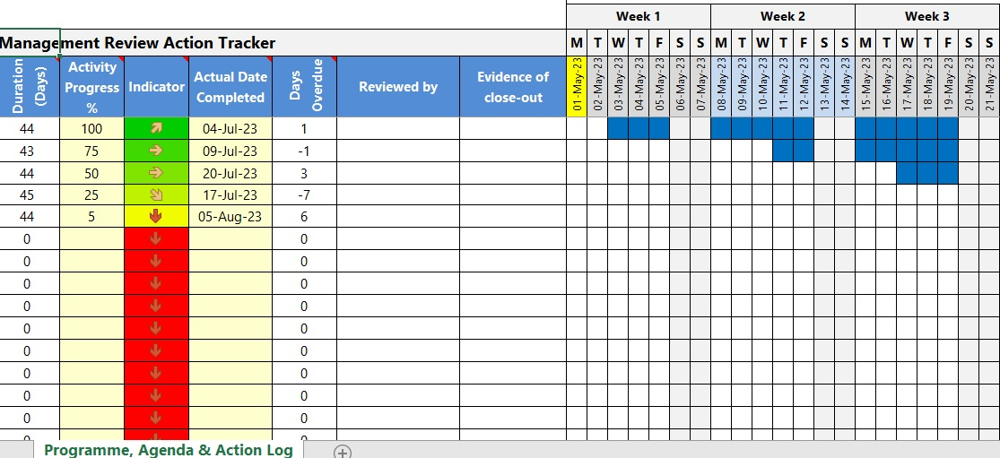 Week 1 Week 2 Week 3
Management Review Action Tracker M T W T F S S M T W T F S S M T W T F S S
Duration (Days) Activity Progress % Indicator Actual Date Completed Days Overdue Reviewed by Evidence of close-out 01-May-23 02-May-23 03-May-23 04-May-23 05-May-23 06-May-23 07-May-23 08-May-23 09-May-23 10-May-23 11-May-23 12-May-23 13-May-23 14-May-23 15-May-23 16-May-23 17-May-23 18-May-23 19-May-23 20-May-23 21-May-23
44 100 04-Jul-23 1
43 75 09-Jul-23 -1
44 50 20-Jul-23 3
45 25 17-Jul-23 -7
44 5 05-Aug-23 6
0 0
0 0
0 0
0 0
0 0
0 0
0 0
0 0
0 0
0 0
Programme, Agenda & Action Log